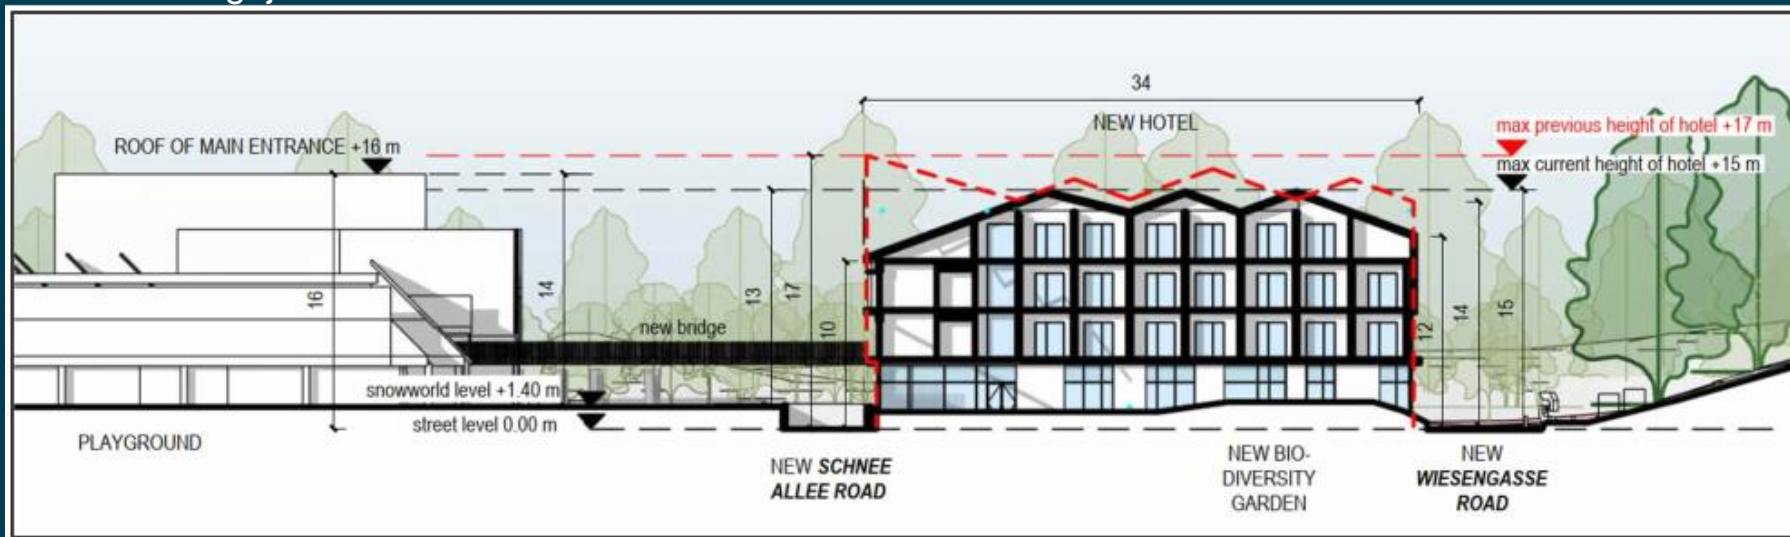 34
NEW HOTEL
ROOF OF MAIN ENTRANCE +16 m
max previous height of hotel +17 m
max current height of hotel +15 m
16
14
13
17
10
12
14
15
new bridge
snowworld level +1.40 m
street level 0.00 m
PLAYGROUND
NEW SCHNEE
ALLEE ROAD
NEW BIO-
DIVERSITY
GARDEN
NEW
WIESENGASSE
ROAD